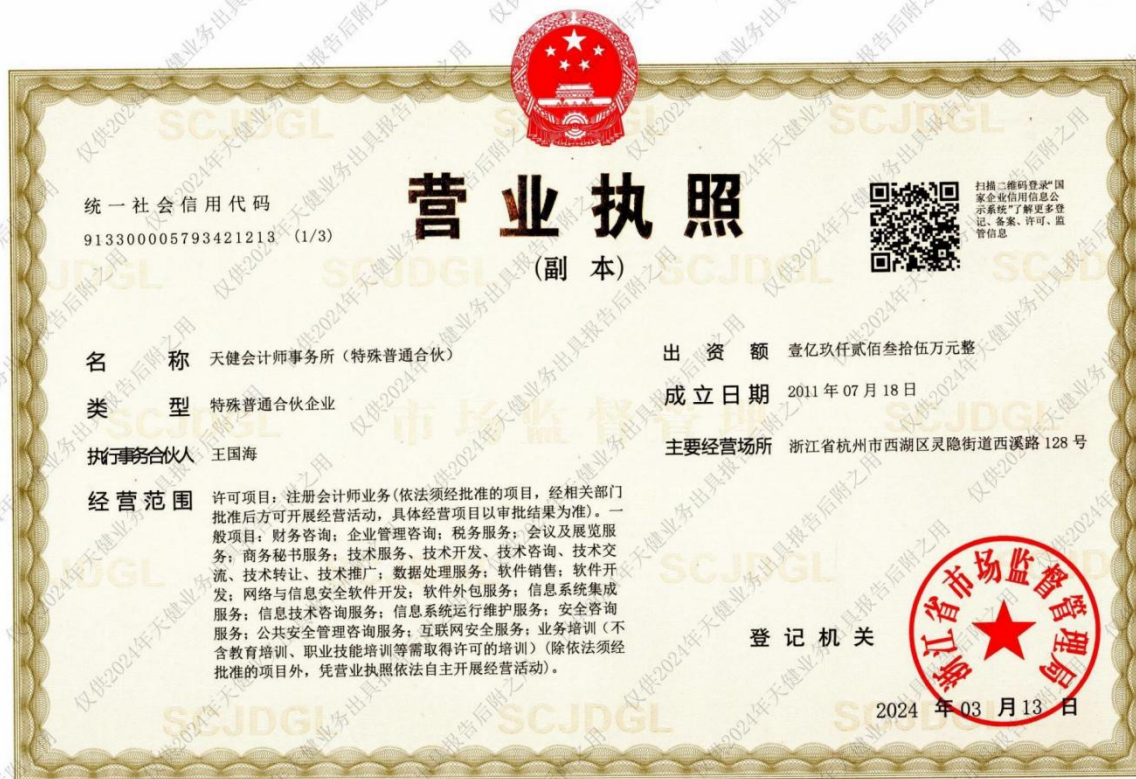 营业执照
(副 本)
统一社会信用代码
913300005793421213 (1/3)
扫描二维码登录“国
家企业信用信息公
示系统”了解更多登
记、备案、许可、监
管信息
名 称 天健会计师事务所（特殊普通合伙）
类 型 特殊普通合伙企业
执行事务合伙人 王国海
经营范围 许可项目：注册会计师业务(依法须经批准的项目，经相关部门
批准后方可开展经营活动，具体经营项目以审批结果为准)。一
般项目：财务咨询；企业管理咨询；税务服务；会议及展览服
务；商务秘书服务；技术服务、技术开发、技术咨询、技术交
流、技术转让、技术推广；数据处理服务；软件销售；软件开
发；网络与信息安全软件开发；软件外包服务；信息系统集成
服务；信息技术咨询服务；信息系统运行维护服务；安全咨询
服务；公共安全管理咨询服务；互联网安全服务；业务培训（不
含教育培训、职业技能培训等需取得许可的培训）(除依法须经
批准的项目外，凭营业执照依法自主开展经营活动)。
出 资 额 壹亿玖仟贰佰叁拾伍万元整
成立日期 2011年07月18日
主要经营场所 浙江省杭州市西湖区灵隐街道西溪路128号
登记机关
浙江省市场监督管理局
2024 年 03 月 13 日
SCJDGL
市场监督管理
仅供2024年天健业务出具报告后附之用